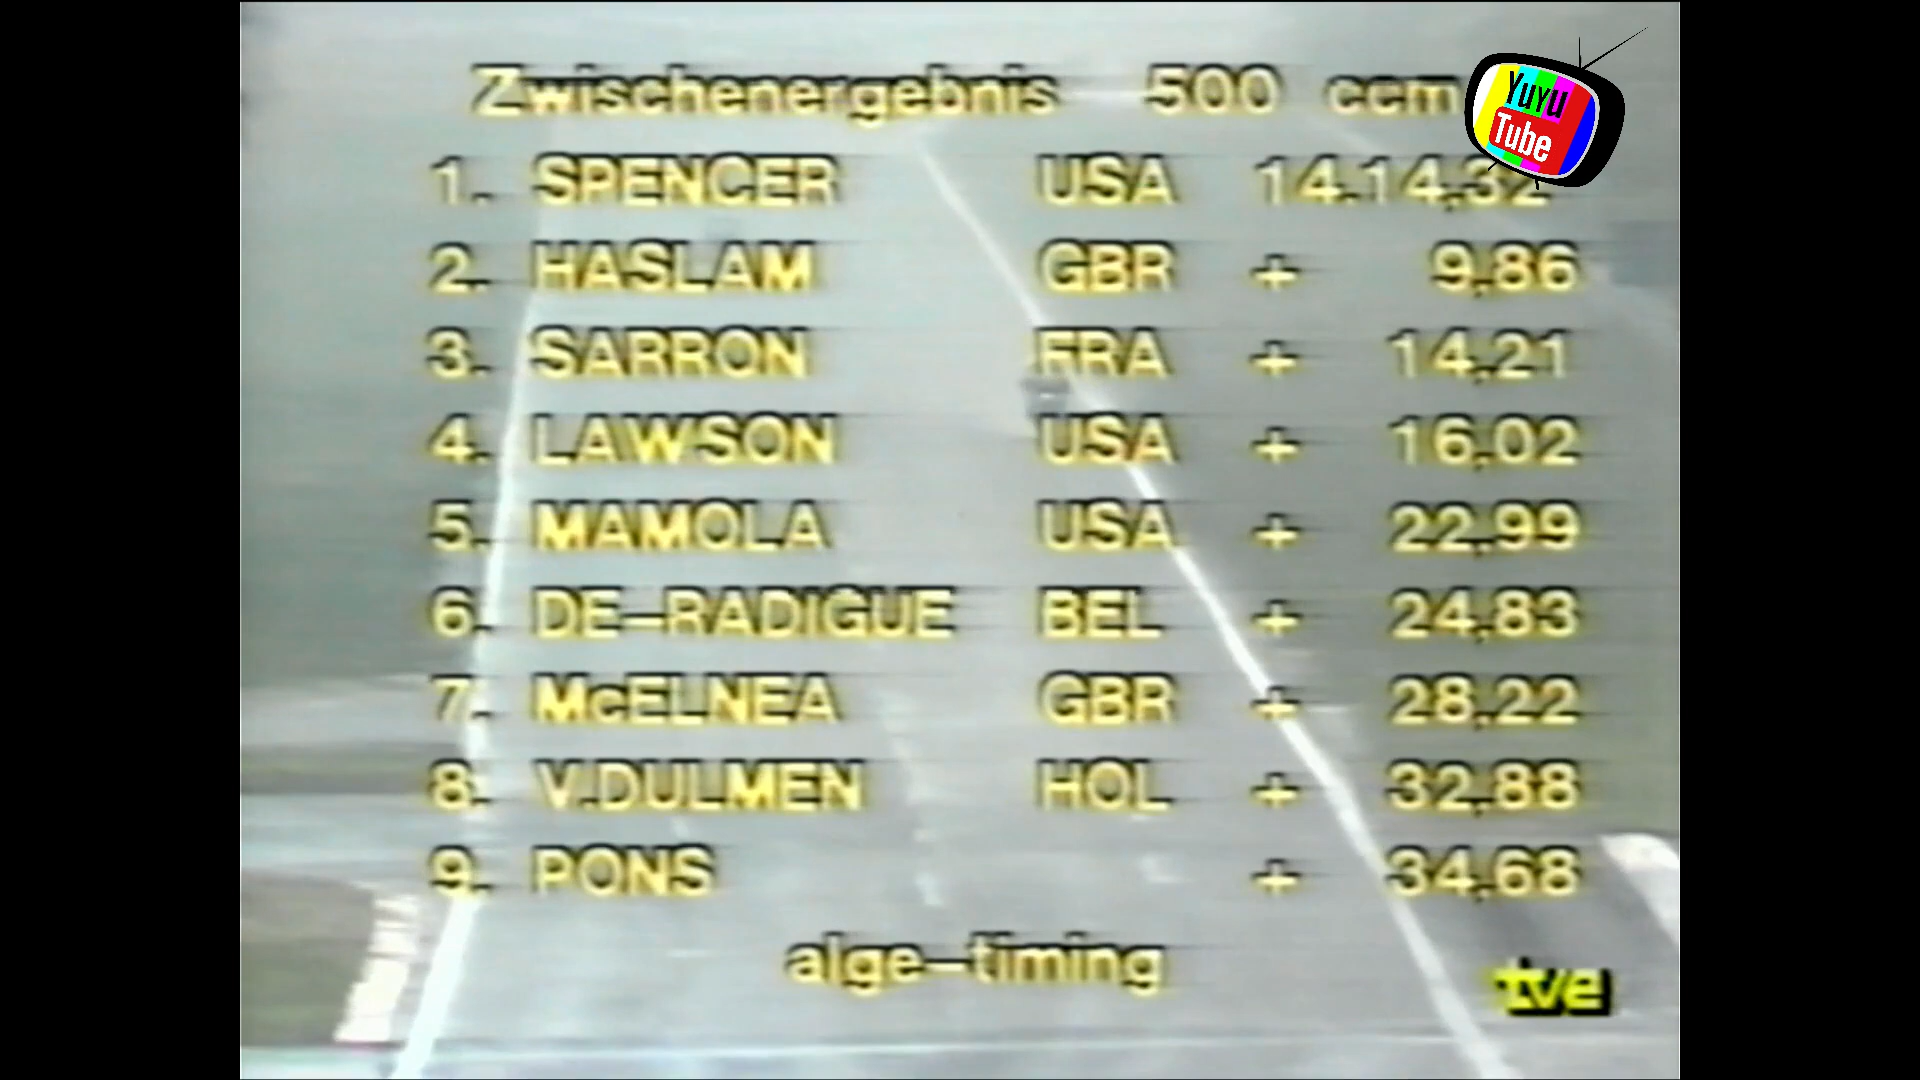 Zwischenergebnis 500 ccm
1. SPENCER USA 14.14,32
2. HASLAM GBR + 9,86
3. SARRON FRA + 14,21
4. LAWSON USA + 16,02
5. MAMOLA USA + 22,99
6. DE-RADIGUE BEL + 24,83
7. McELNEA GBR + 28,22
8. V.DULMEN HOL + 32,88
9. PONS + 34,68
alge-timing
tve
YuYu
Tube